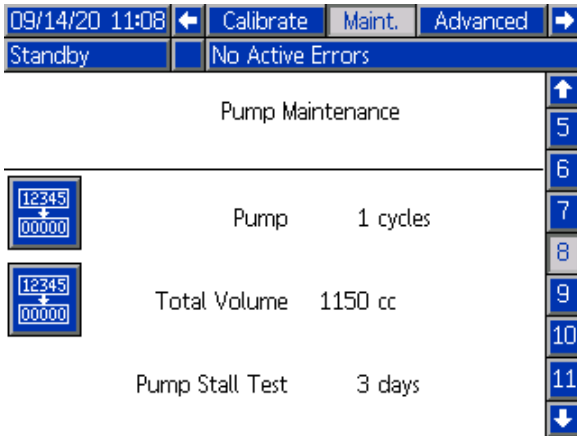 09/14/20 11:08 Calibrate Maint. Advanced
Standby No Active Errors
Pump Maintenance
5
6
12345
00000
Pump 1 cycles
7
8
12345
00000
Total Volume 1150 cc
9
10
Pump Stall Test 3 days
11